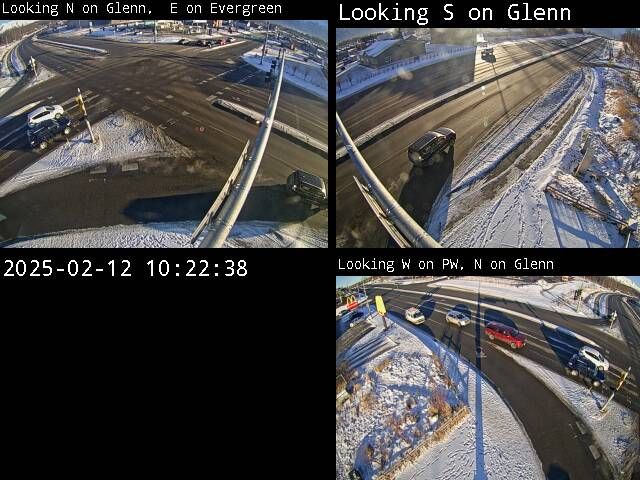 Looking N on Glenn,  E on Evergreen
Looking S on Glenn
2025-02-12 10:22:38
Looking W on PW, N on Glenn